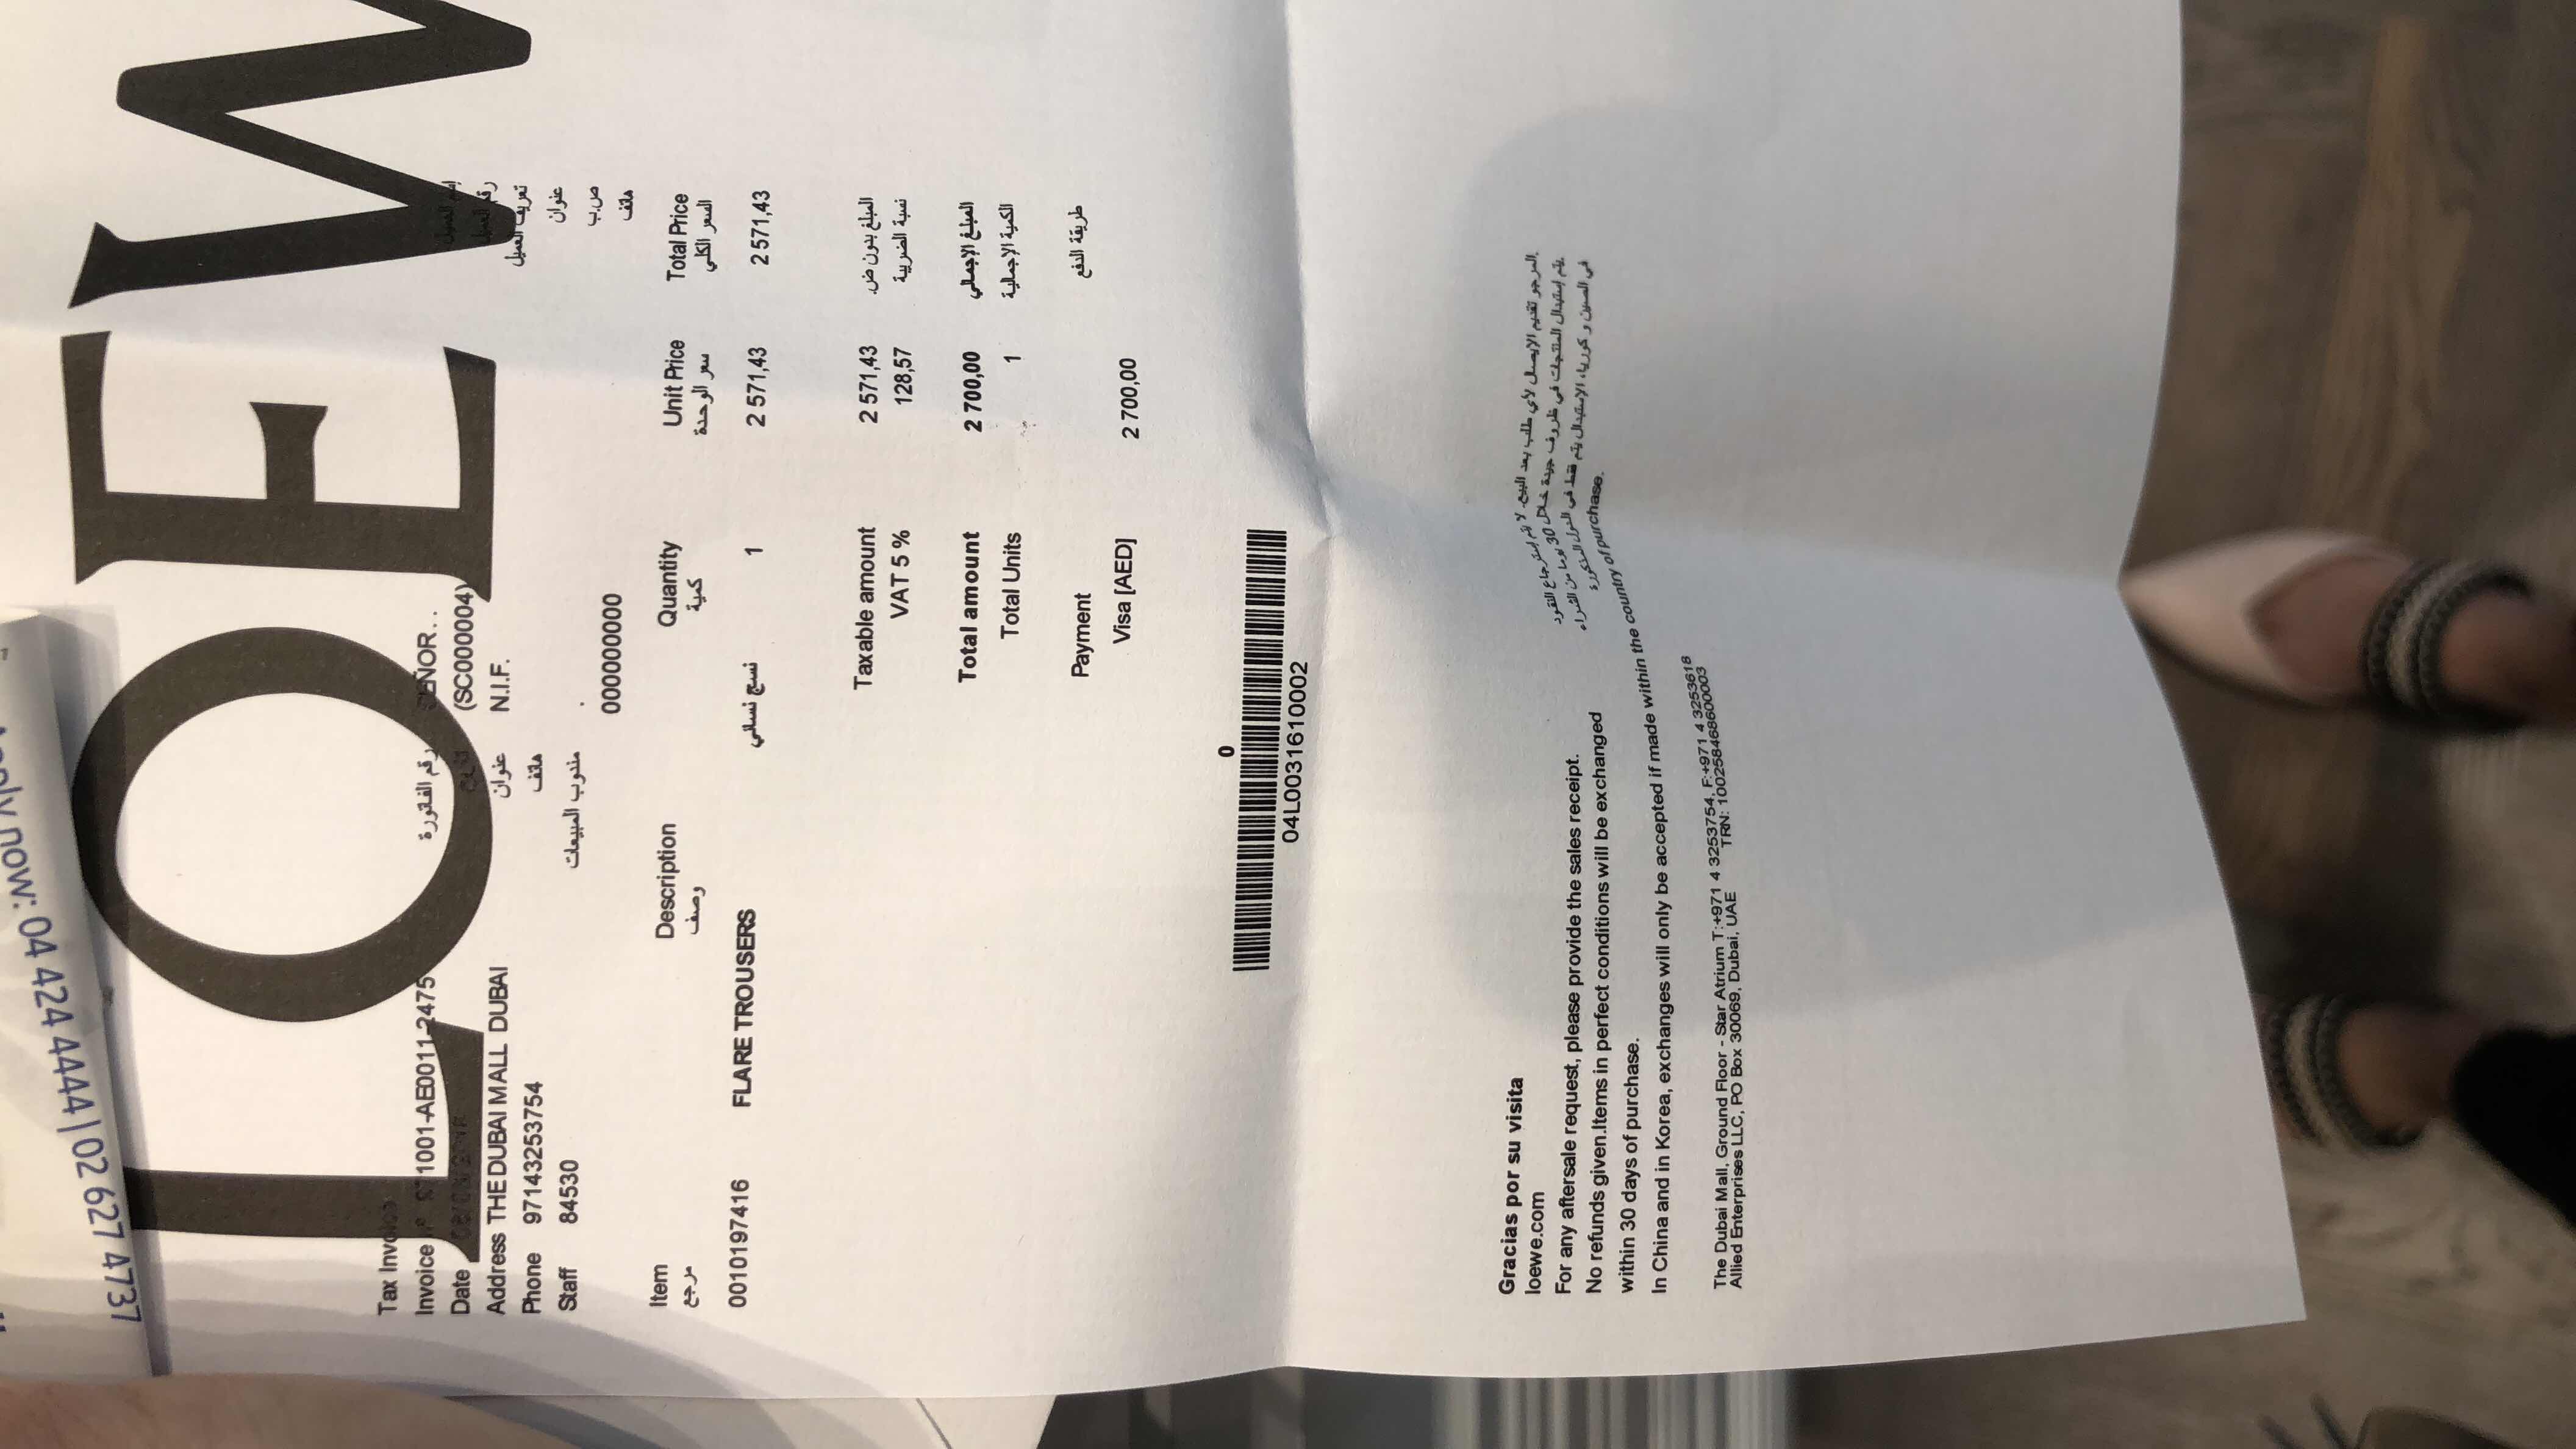 now: 04 424 4444 | 02 627 4737
LOEW
Tax Invoice
Invoice 1001-AE0011-2475 رقم الفاتورة SEÑOR. .
Date (SC000004)
إسم العميل
رقم العميل
Address THE DUBAI MALL DUBAI عنوان N.I.F. تعريف العميل
Phone 97143253754 هاتف عنوان
Staff 84530 مندوب المبيعات . ص.ب
000000000 هاتف
Item Description Quantity Unit Price Total Price
مرجع وصف كمية سعر الوحدة السعر الكلي
0010197416 FLARE TROUSERS نسج نسائي 1 2 571,43 2 571,43
Taxable amount 2 571,43 المبلغ بدون ض.
VAT 5 % 128,57 نسبة الضريبة
Total amount 2 700,00 المبلغ الإجمالي
Total Units 1 الكمية الإجمالية
Payment طريقة الدفع
Visa [AED] 2 700,00
0
04L0031610002
Gracias por su visita
loewe.com
For any aftersale request, please provide the sales receipt.
No refunds given.Items in perfect conditions will be exchanged
within 30 days of purchase.
In China and in Korea, exchanges will only be accepted if made within the country of purchase.
المرجو تقديم الإيصال لأي طلب بعد البيع. لا يتم إسترجاع النقود.
يتم إستبدال المنتجات في ظروف جيدة خلال 30 يوما من الشراء.
في الصين و كوريا، الإستبدال يتم فقط في الدول المذكورة
The Dubai Mall, Ground Floor - Star Atrium T:+971 4 3253754, F:+971 4 3253618
Allied Enterprises LLC, PO Box 30069, Dubai, UAE TRN: 100258468600003